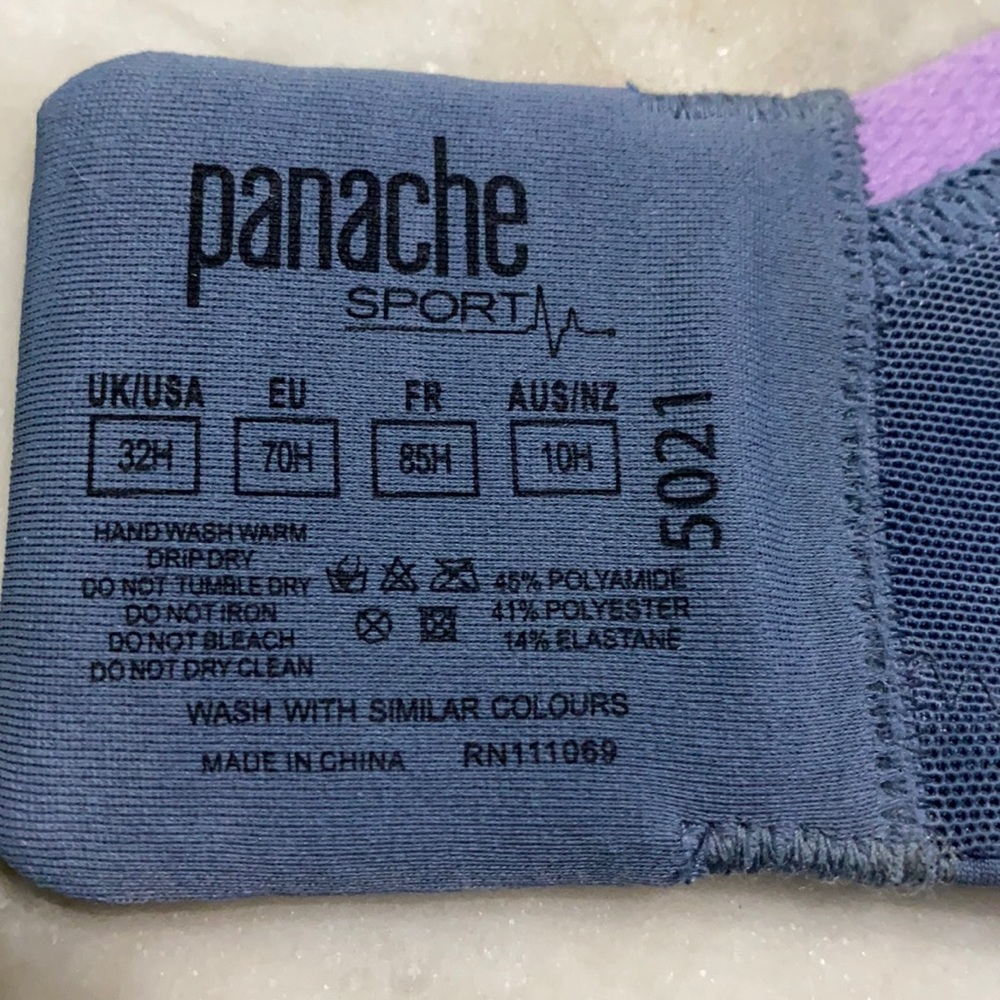 panache
SPORT
UK/USA EU FR AUS/NZ
32H 70H 85H 10H
5021
HAND WASH WARM
DRIP DRY
DO NOT TUMBLE DRY
DO NOT IRON
DO NOT BLEACH
DO NOT DRY CLEAN
45% POLYAMIDE
41% POLYESTER
14% ELASTANE
WASH WITH SIMILAR COLOURS
MADE IN CHINA RN111069